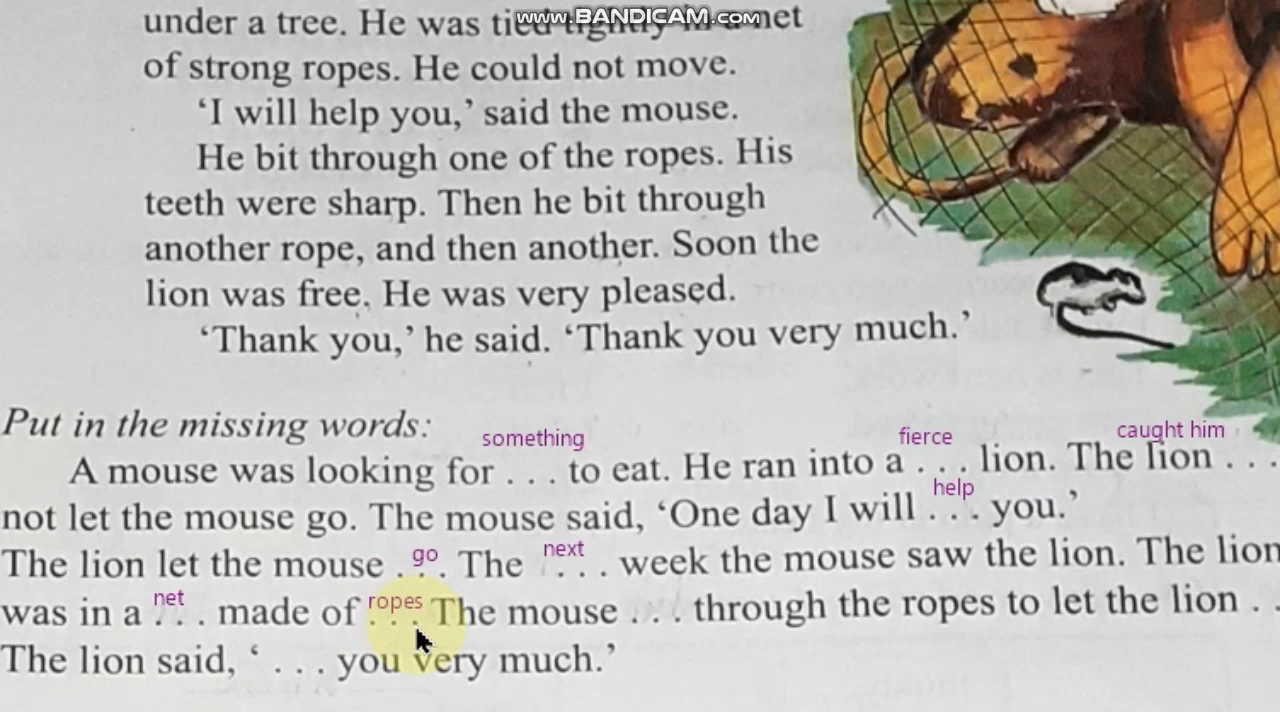 www.BANDICAM.com
under a tree. He was tied tightly in a net
of strong ropes. He could not move.
‘I will help you,’ said the mouse.
He bit through one of the ropes. His
teeth were sharp. Then he bit through
another rope, and then another. Soon the
lion was free. He was very pleased.
‘Thank you,’ he said. ‘Thank you very much.’
Put in the missing words:
something fierce caught him
A mouse was looking for . . . to eat. He ran into a . . . lion. The lion . . .
help
not let the mouse go. The mouse said, ‘One day I will . . . you.’
go next
The lion let the mouse . . . The . . . week the mouse saw the lion. The lion
net ropes
was in a . . . made of . . . The mouse . . . through the ropes to let the lion . .
The lion said, ‘ . . . you very much.’